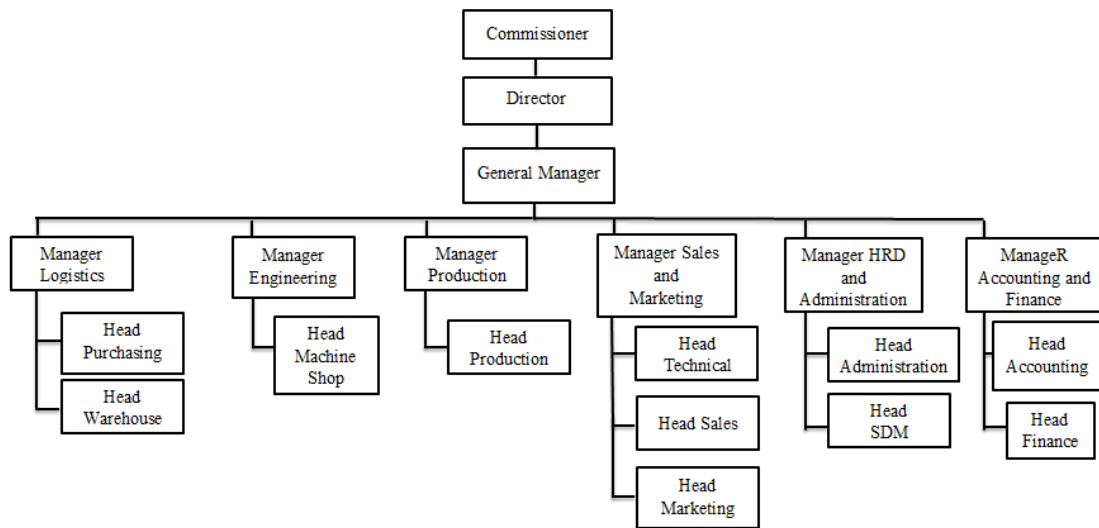 Commissioner
Director
General Manager
Manager
Logistics
Manager
Engineering
Manager
Production
Manager Sales
and
Marketing
Manager HRD
and
Administration
ManageR
Accounting and
Finance
Head
Purchasing
Head
Warehouse
Head
Machine
Shop
Head
Production
Head
Technical
Head Sales
Head
Marketing
Head
Administration
Head
SDM
Head
Accounting
Head
Finance